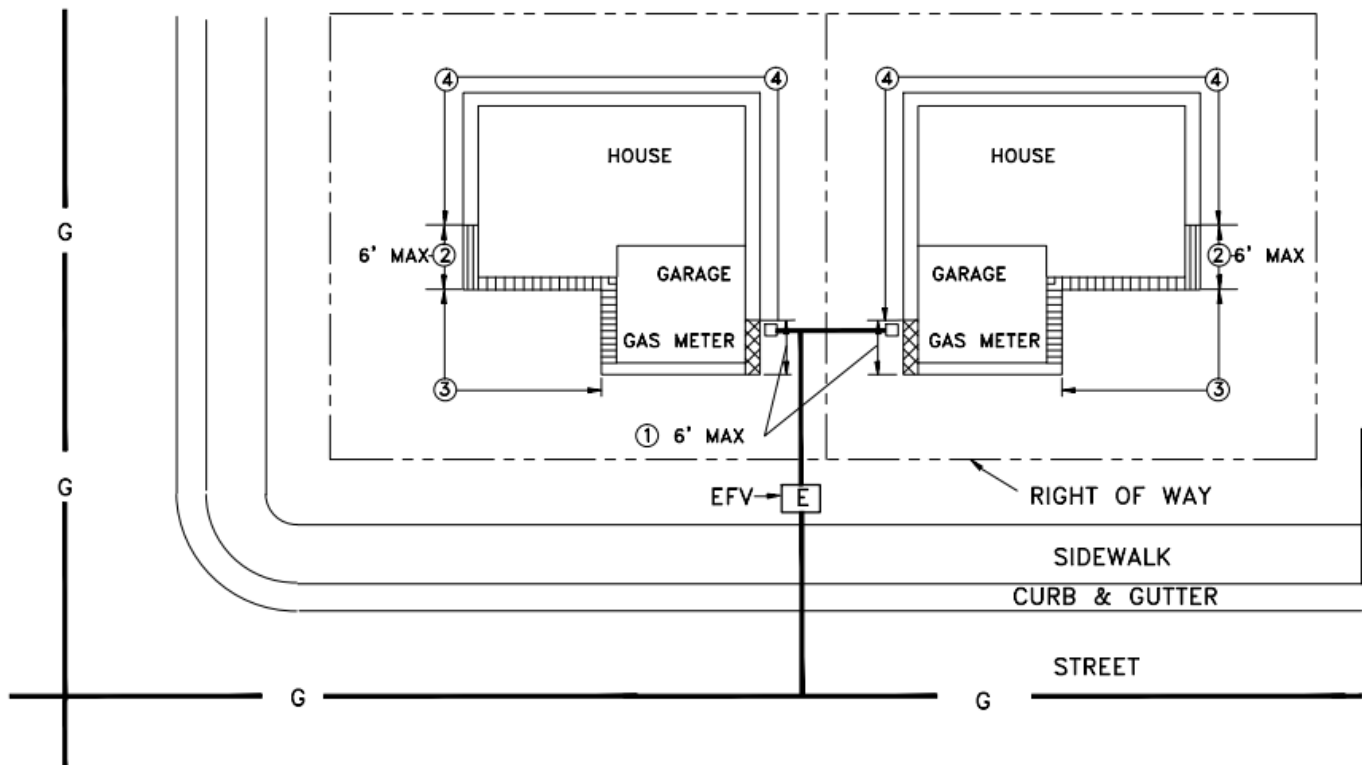 ④ ④ ④ ④
HOUSE HOUSE
G
6' MAX ② ② 6' MAX
GARAGE GARAGE
GAS METER GAS METER
③ ③
① 6' MAX
G
EFV E RIGHT OF WAY
SIDEWALK
CURB & GUTTER
STREET
G G